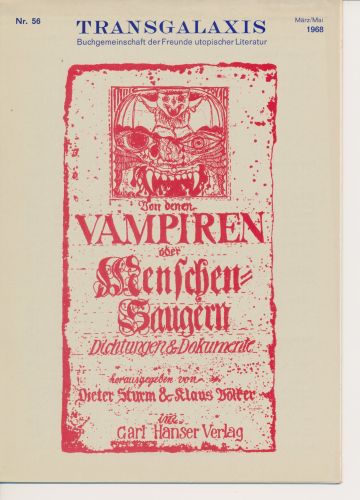 Nr. 56
TRANSGALAXIS
März/Mai
1968
Buchgemeinschaft der Freunde utopischer Literatur
Von denen
VAMPIREN
oder
Menschen=
Saugern
Dichtungen & Dokumente
herausgegeben von
Dieter Sturm & Klaus Völker
im
Carl Hanser Verlag